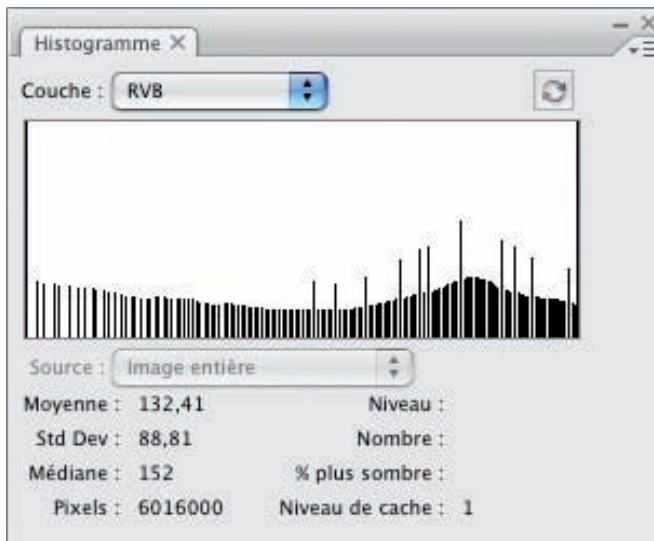 Histogramme
Couche : RVB
Source : Image entière
Moyenne : 132,41 Niveau :
Std Dev : 88,81 Nombre :
Médiane : 152 % plus sombre :
Pixels : 6016000 Niveau de cache : 1